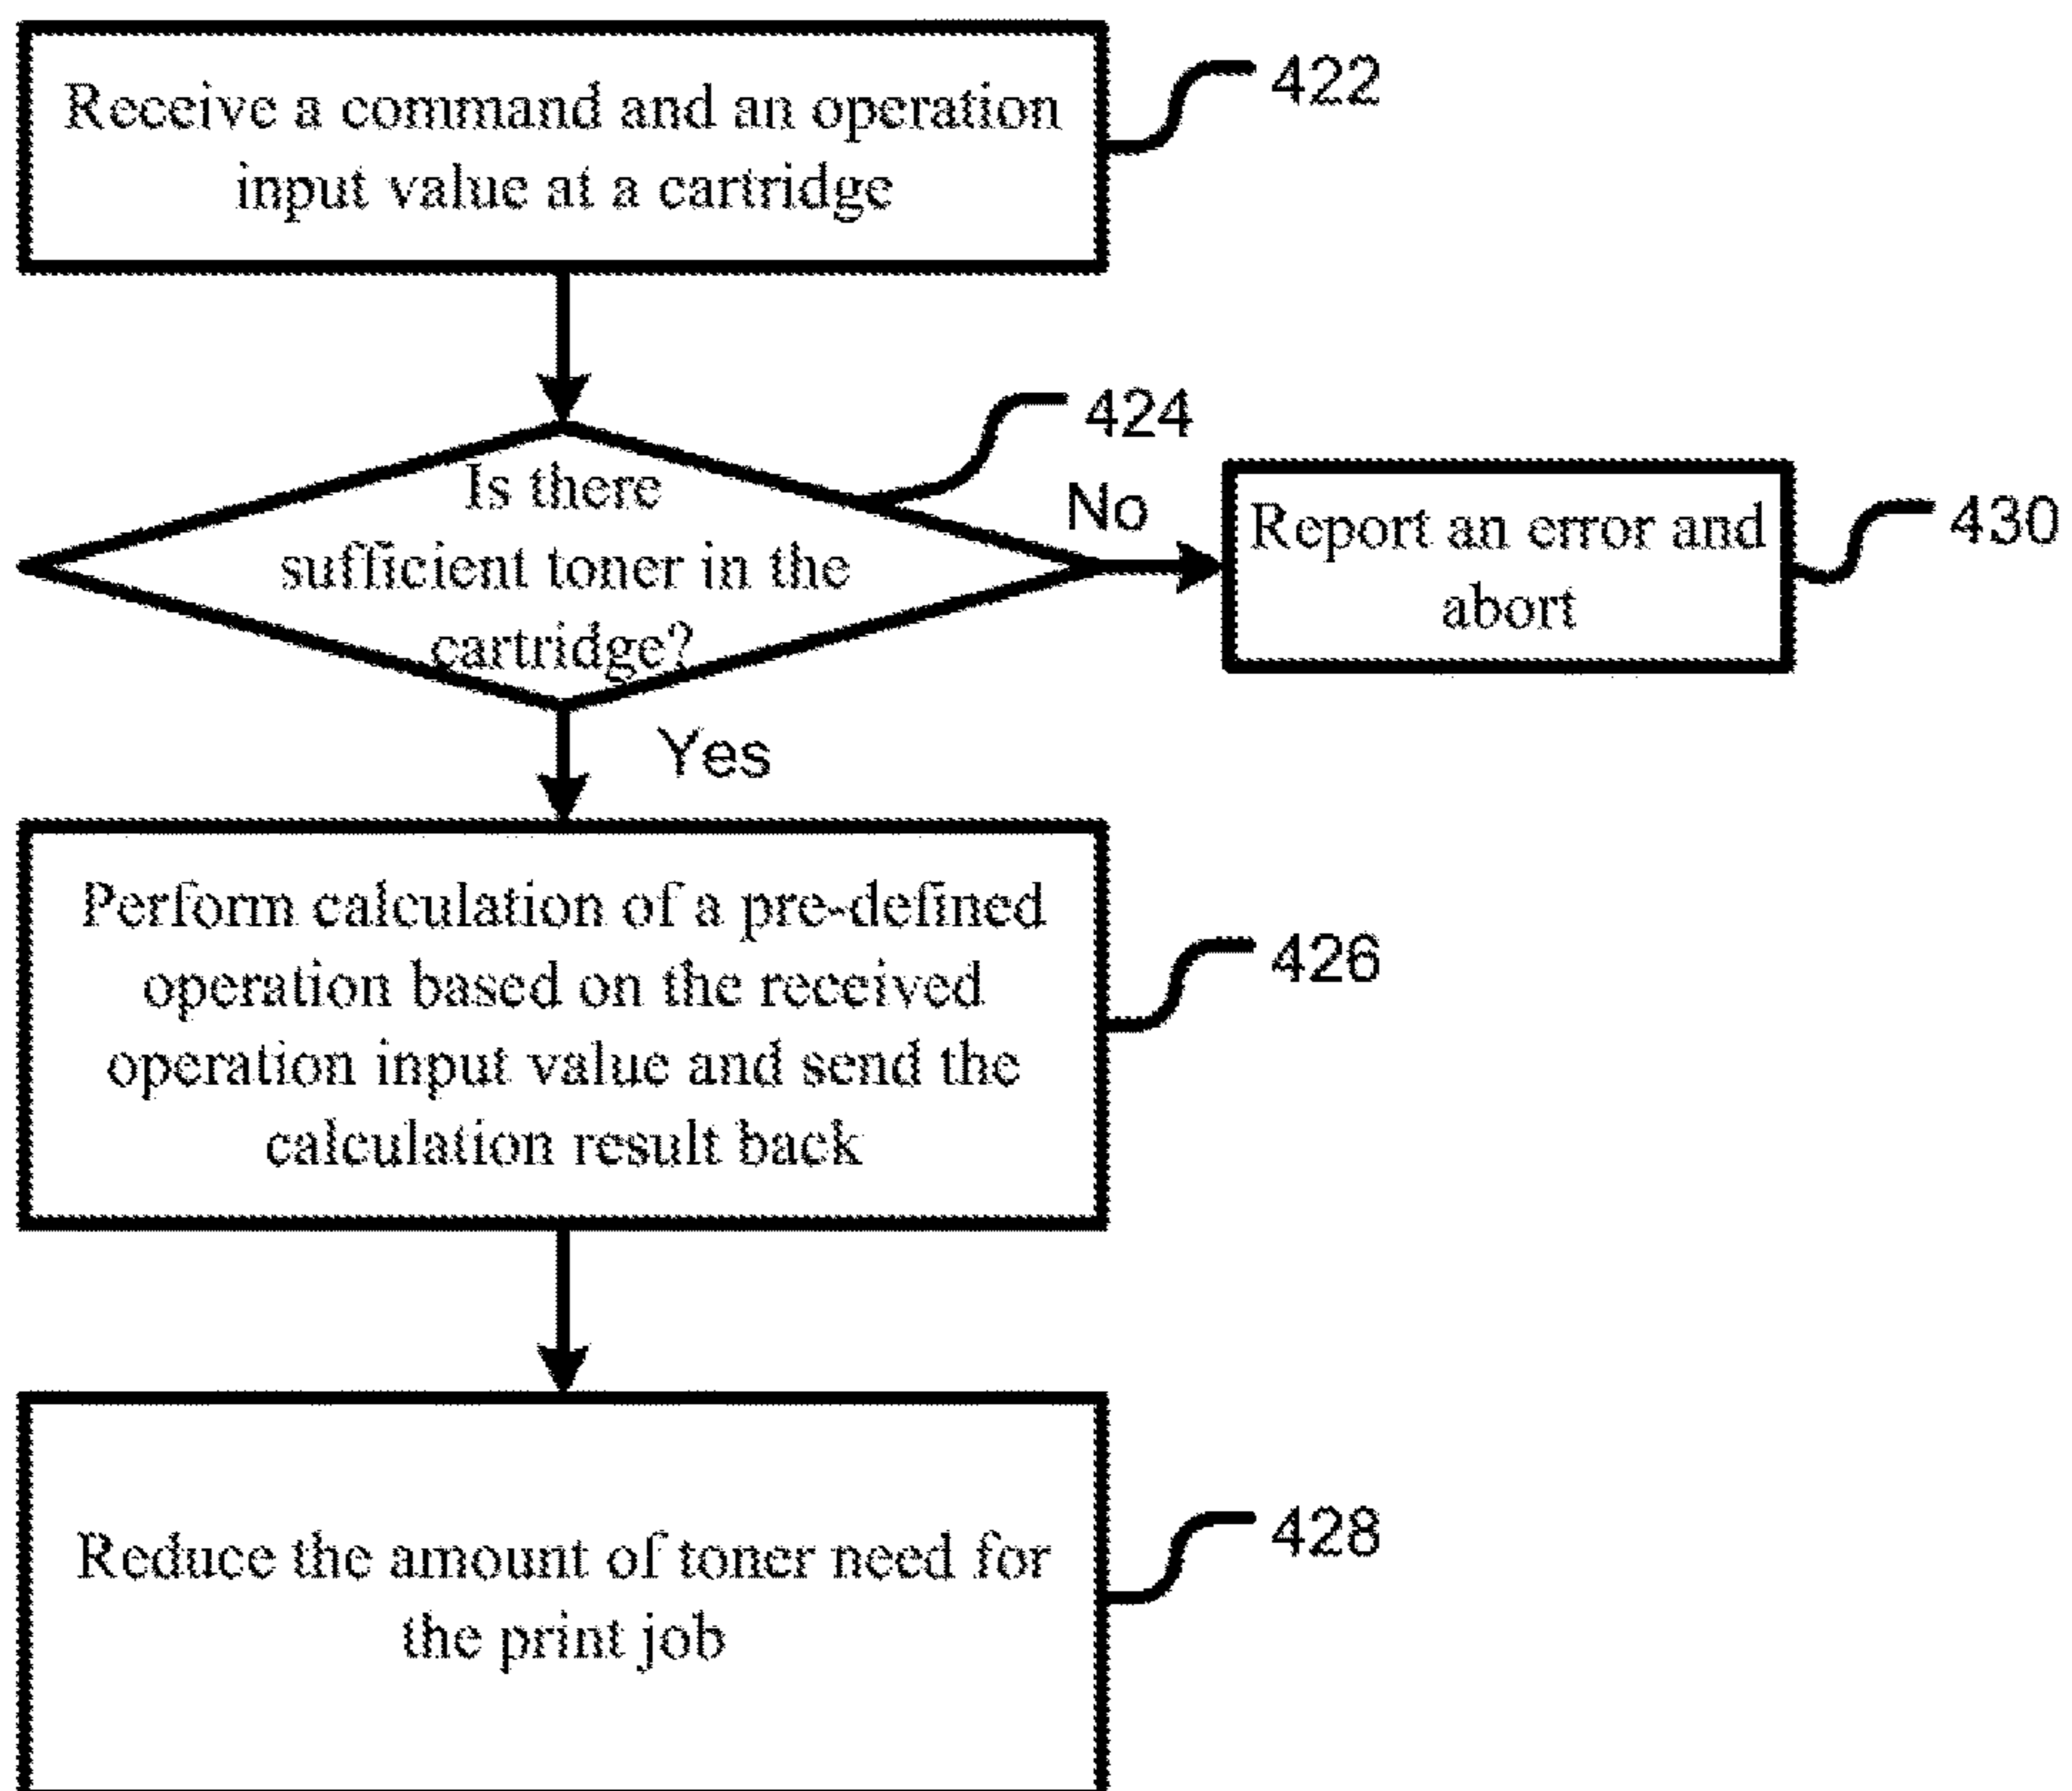 Receive a command and an operation
input value at a cartridge
422
424
Is there
sufficient toner in the
cartridge?
No
Report an error and
abort
430
Yes
Perform calculation of a pre-defined
operation based on the received
operation input value and send the
calculation result back
426
Reduce the amount of toner need for
the print job
428